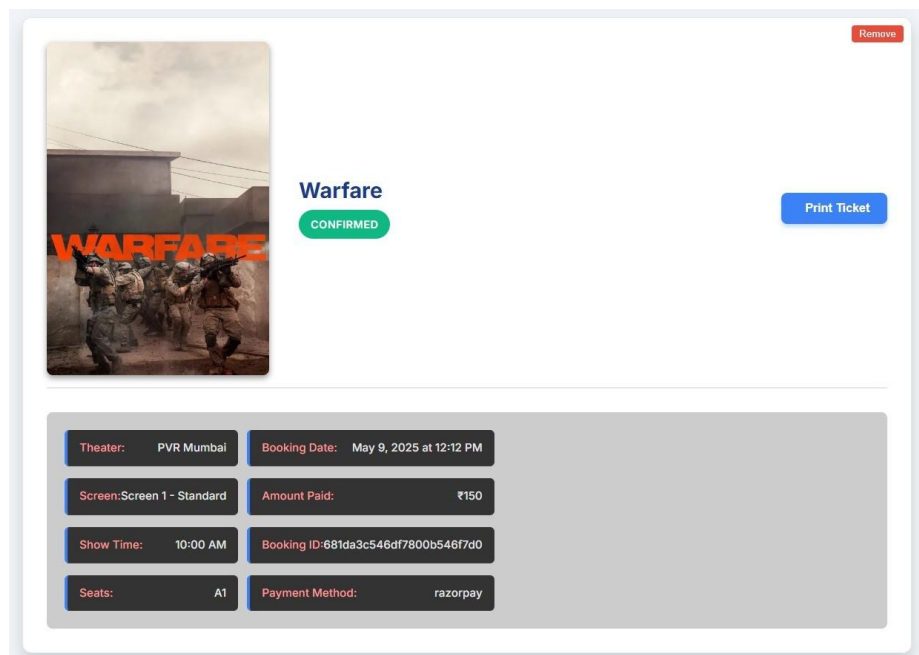 Remove
WARFARE
Warfare
CONFIRMED
Print Ticket
Theater: PVR Mumbai
Booking Date: May 9, 2025 at 12:12 PM
Screen:Screen 1 - Standard
Amount Paid: ₹150
Show Time: 10:00 AM
Booking ID:681da3c546df7800b546f7d0
Seats: A1
Payment Method: razorpay